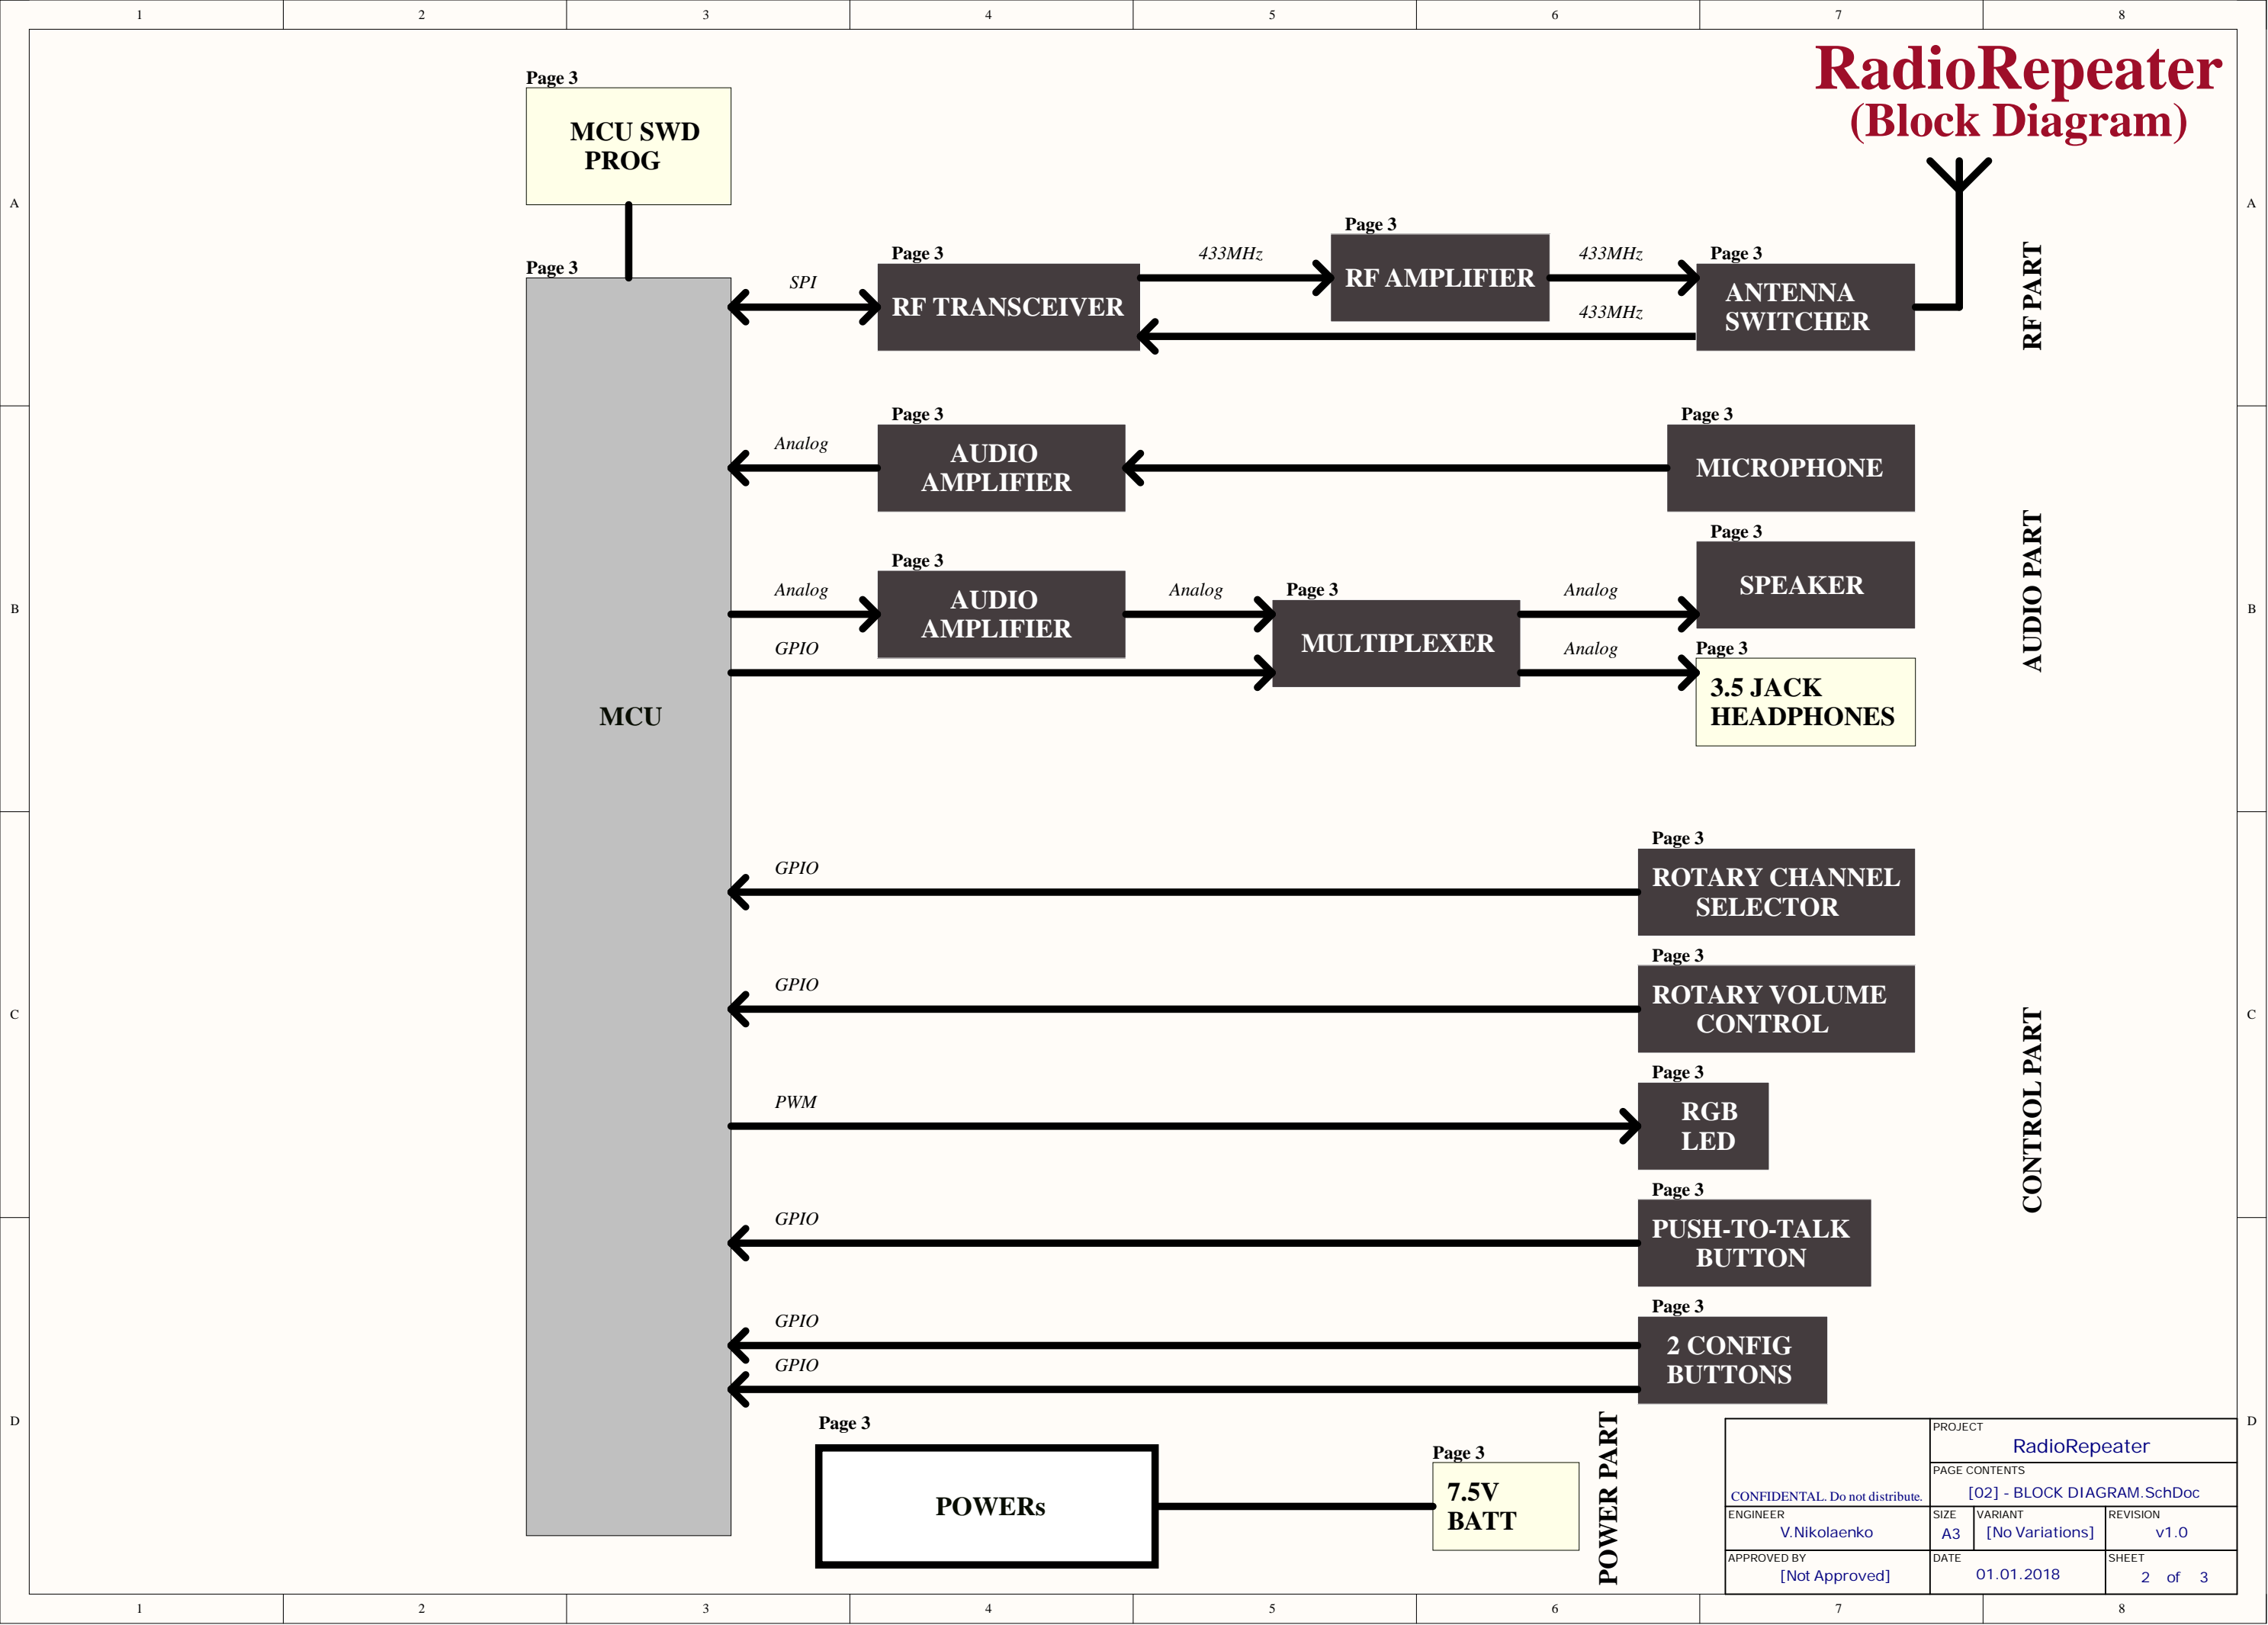 1 2 3 4 5 6 7 8
RadioRepeater
(Block Diagram)
Page 3
MCU SWD
PROG
A
A
Page 3
MCU
SPI
Page 3
RF TRANSCEIVER
433MHz
Page 3
RF AMPLIFIER
433MHz
433MHz
Page 3
ANTENNA
SWITCHER
RF PART
Analog
Page 3
AUDIO
AMPLIFIER
Page 3
MICROPHONE
Analog
Page 3
AUDIO
AMPLIFIER
Analog
GPIO
Page 3
MULTIPLEXER
Analog
Analog
Page 3
SPEAKER
Page 3
3.5 JACK
HEADPHONES
AUDIO PART
B
B
GPIO
Page 3
ROTARY CHANNEL
SELECTOR
GPIO
Page 3
ROTARY VOLUME
CONTROL
C
C
PWM
Page 3
RGB
LED
CONTROL PART
GPIO
Page 3
PUSH-TO-TALK
BUTTON
GPIO
GPIO
Page 3
2 CONFIG
BUTTONS
D
D
Page 3
POWERs
Page 3
7.5V
BATT
POWER PART
CONFIDENTAL. Do not distribute.
PROJECT
RadioRepeater
PAGE CONTENTS
[02] - BLOCK DIAGRAM.SchDoc
ENGINEER
V.Nikolaenko
SIZE
A3
VARIANT
[No Variations]
REVISION
v1.0
APPROVED BY
[Not Approved]
DATE
01.01.2018
SHEET
2 of 3
1 2 3 4 5 6 7 8